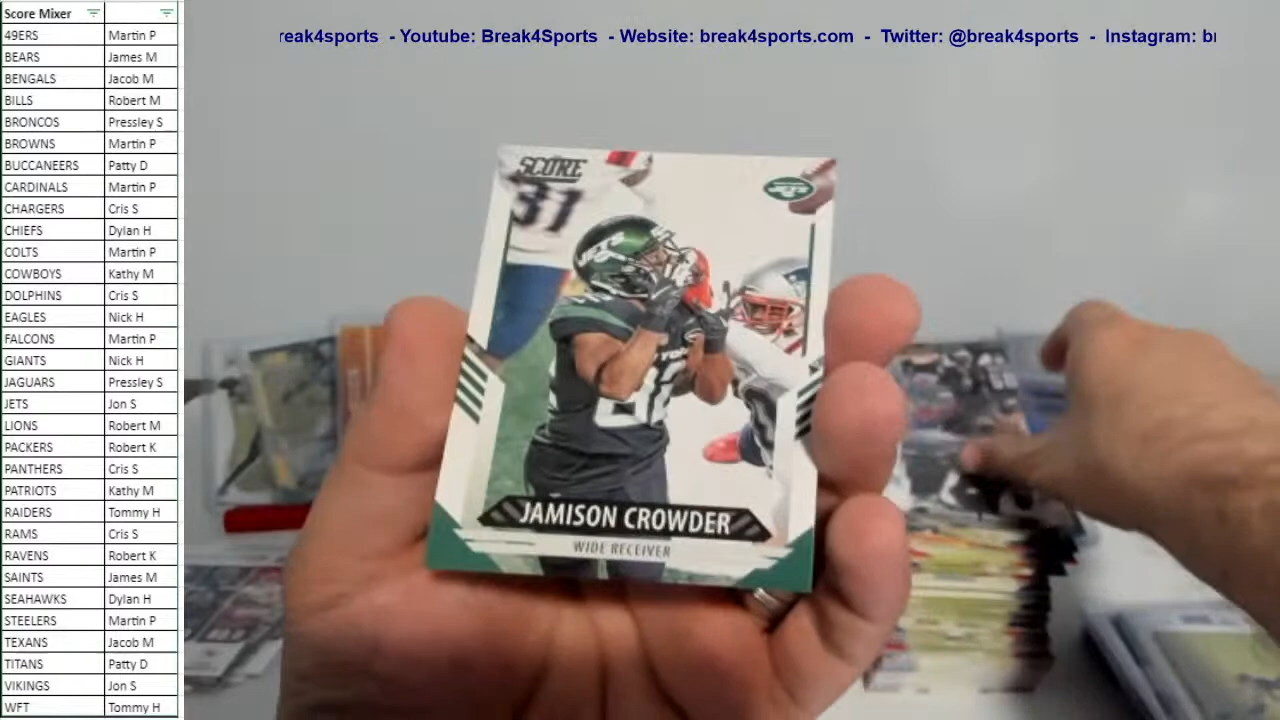 Score Mixer
49ERS Martin P
BEARS James M
BENGALS Jacob M
BILLS Robert M
BRONCOS Pressley S
BROWNS Martin P
BUCCANEERS Patty D
CARDINALS Martin P
CHARGERS Cris S
CHIEFS Dylan H
COLTS Martin P
COWBOYS Kathy M
DOLPHINS Cris S
EAGLES Nick H
FALCONS Martin P
GIANTS Nick H
JAGUARS Pressley S
JETS Jon S
LIONS Robert M
PACKERS Robert K
PANTHERS Cris S
PATRIOTS Kathy M
RAIDERS Tommy H
RAMS Cris S
RAVENS Robert K
SAINTS James M
SEAHAWKS Dylan H
STEELERS Martin P
TEXANS Jacob M
TITANS Patty D
VIKINGS Jon S
WFT Tommy H
reak4sports - Youtube: Break4Sports - Website: break4sports.com - Twitter: @break4sports - Instagram:
SCORE
JETS
31
JETS
82
JAMISON CROWDER
WIDE RECEIVER